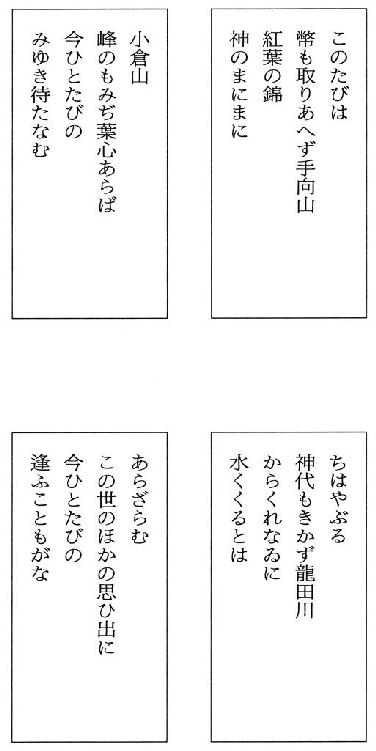 このたびは
幣も取りあへず手向山
紅葉の錦
神のまにまに
小倉山
峰のもみぢ葉心あらば
今ひとたびの
みゆき待たなむ
ちはやぶる
神代もきかず龍田川
からくれなゐに
水くくるとは
あらざらむ
この世のほかの思ひ出に
今ひとたびの
逢ふこともがな